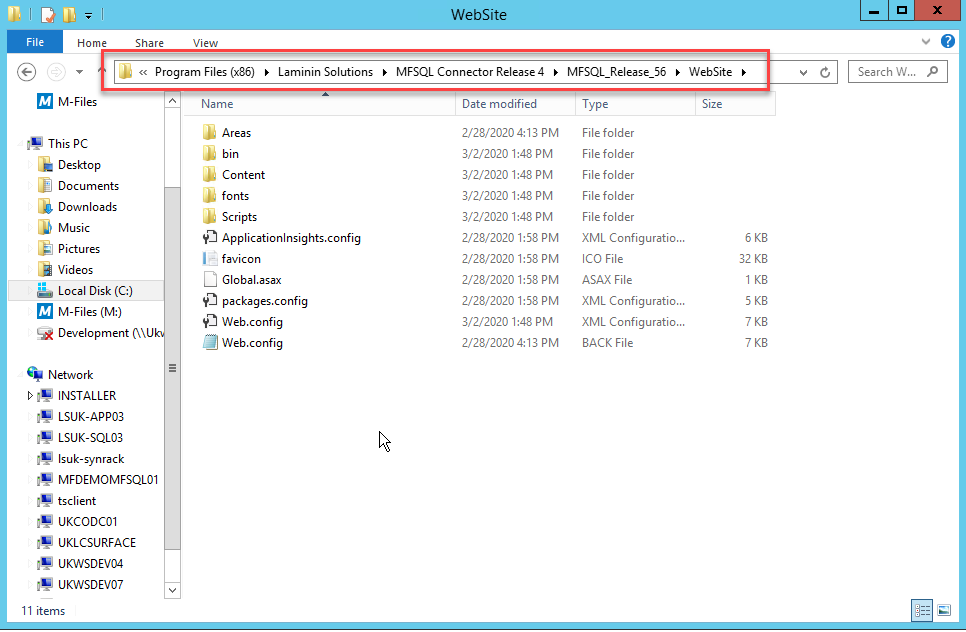 WebSite
File Home Share View
« Program Files (x86) Laminin Solutions MFSQL Connector Release 4 MFSQL_Release_56 WebSite Search W...
M-Files
This PC
Desktop
Documents
Downloads
Music
Pictures
Videos
Local Disk (C:)
M-Files (M:)
Development (\\Ukw
Network
INSTALLER
LSUK-APP03
LSUK-SQL03
lsuk-synrack
MFDEMOMFSQL01
tsclient
UKCODC01
UKLCSURFACE
UKWSDEV04
UKWSDEV07
Name Date modified Type Size
Areas 2/28/2020 4:13 PM File folder
bin 3/2/2020 1:48 PM File folder
Content 3/2/2020 1:48 PM File folder
fonts 3/2/2020 1:48 PM File folder
Scripts 3/2/2020 1:48 PM File folder
ApplicationInsights.config 2/28/2020 1:58 PM XML Configuratio... 6 KB
favicon 2/28/2020 1:58 PM ICO File 32 KB
Global.asax 2/28/2020 1:58 PM ASAX File 1 KB
packages.config 2/28/2020 1:58 PM XML Configuratio... 5 KB
Web.config 3/2/2020 1:48 PM XML Configuratio... 7 KB
Web.config 2/28/2020 4:13 PM BACK File 7 KB
11 items